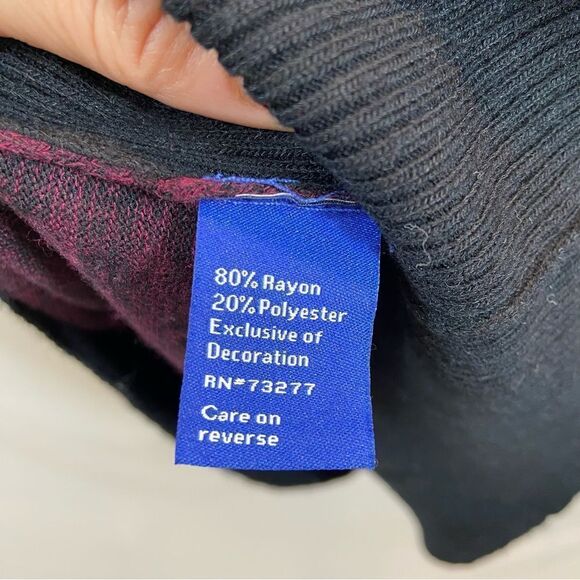 80% Rayon
20% Polyester
Exclusive of
Decoration
RN#73277
Care on
reverse